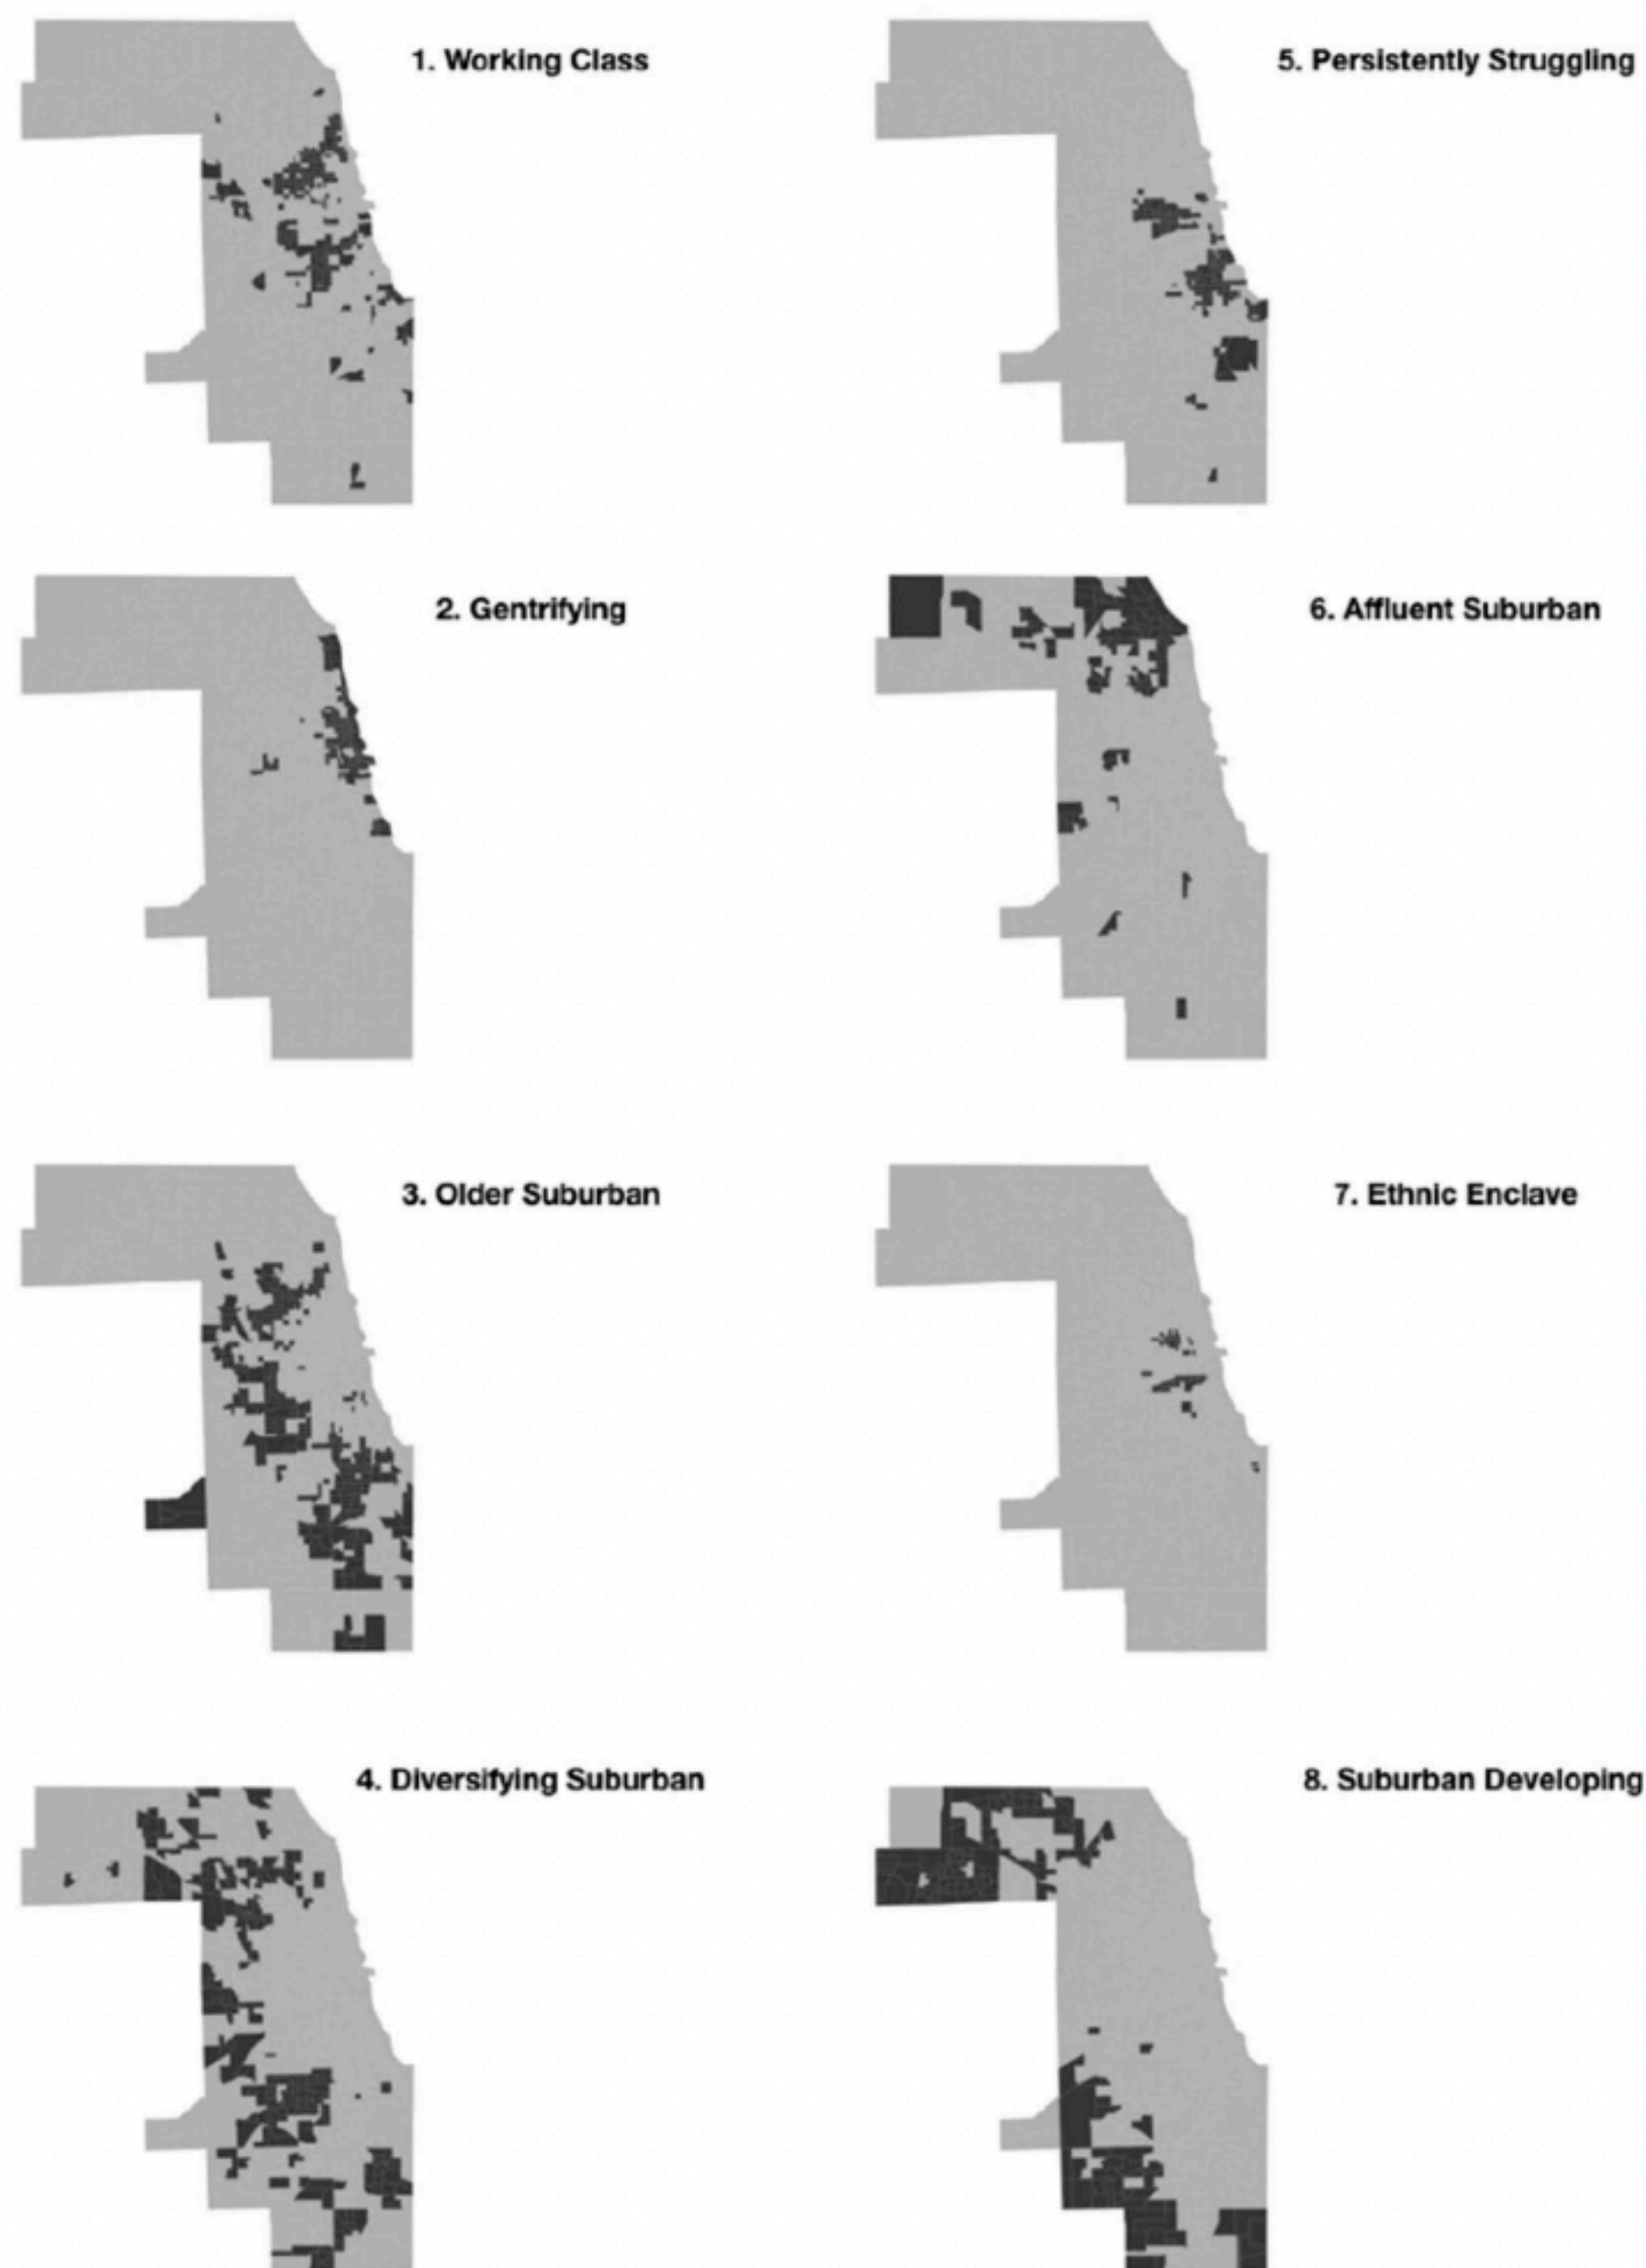 1. Working Class
5. Persistently Struggling
2. Gentrifying
6. Affluent Suburban
3. Older Suburban
7. Ethnic Enclave
4. Diversifying Suburban
8. Suburban Developing